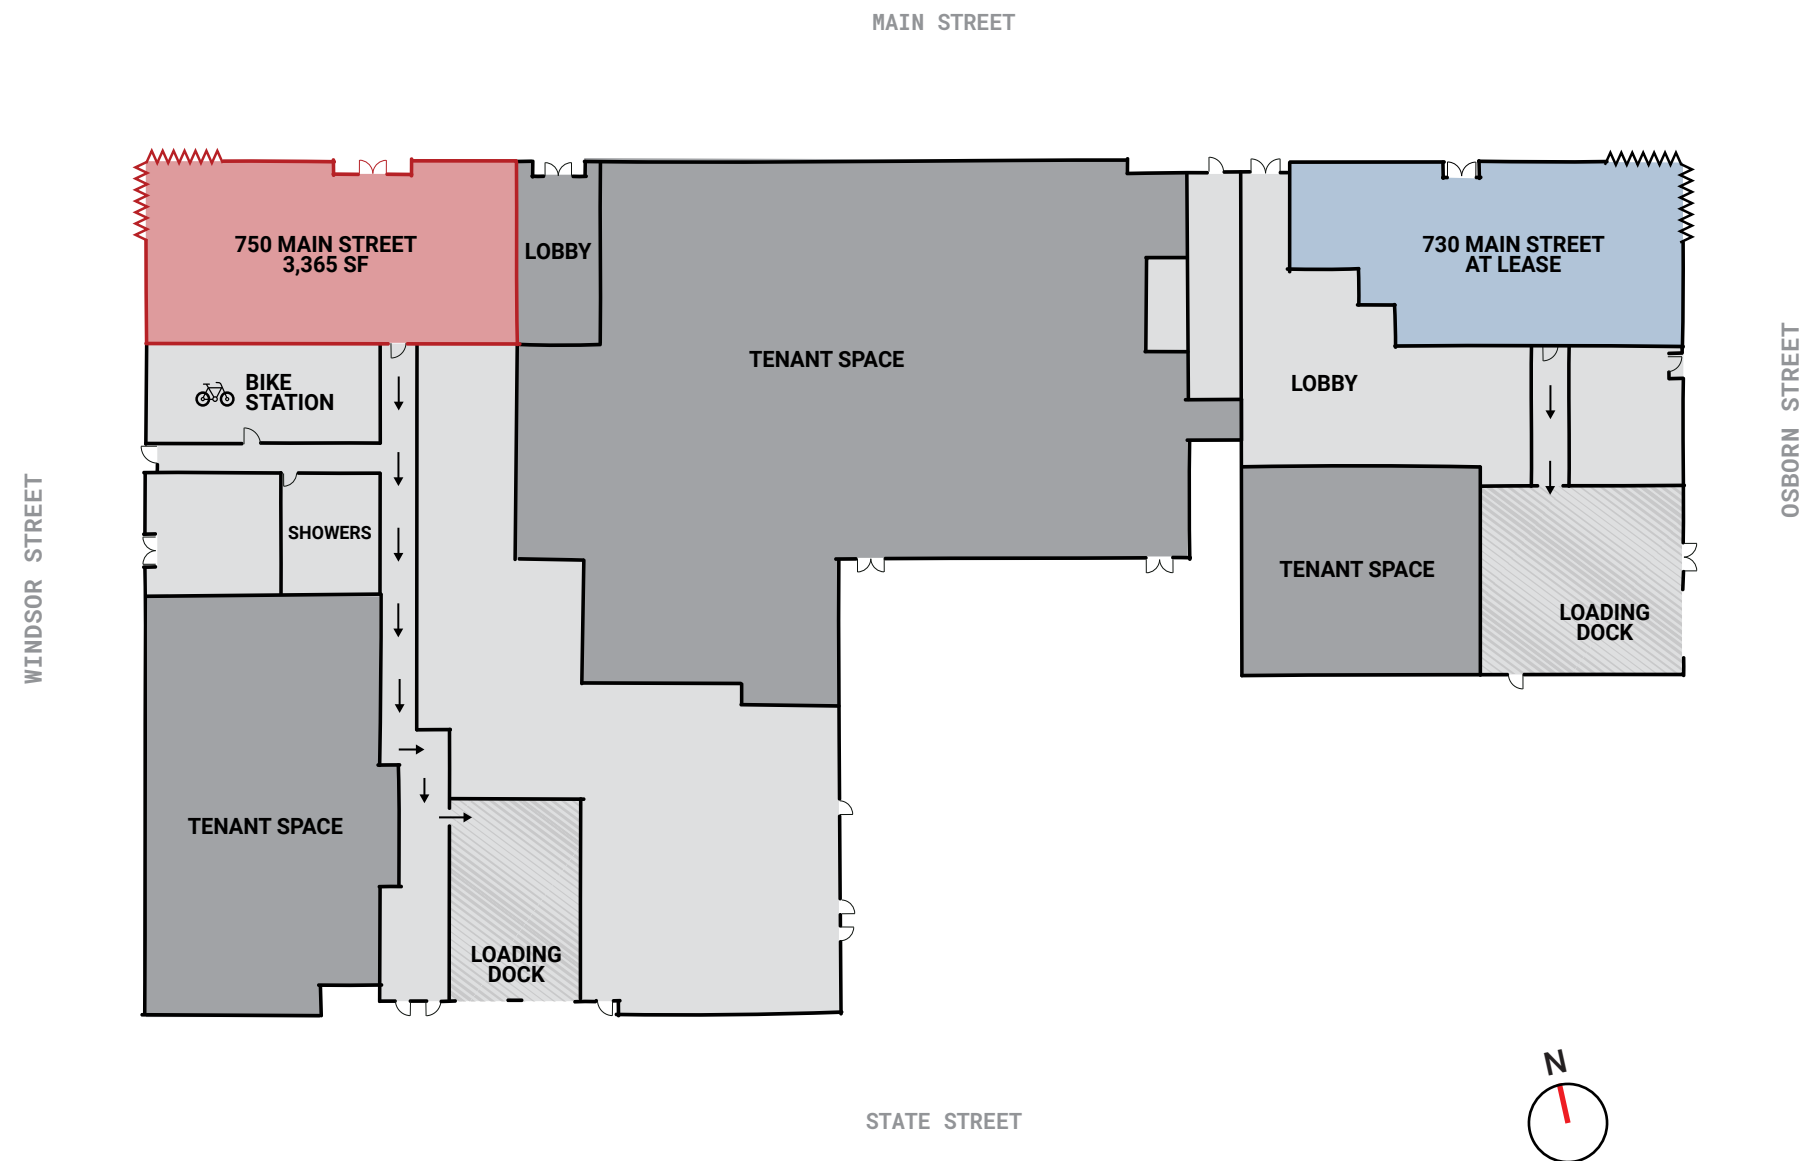 MAIN STREET
750 MAIN STREET
3,365 SF
LOBBY
730 MAIN STREET
AT LEASE
TENANT SPACE
BIKE
STATION
LOBBY
OSBORN STREET
WINDSOR STREET
SHOWERS
TENANT SPACE
LOADING
DOCK
TENANT SPACE
LOADING
DOCK
N
STATE STREET